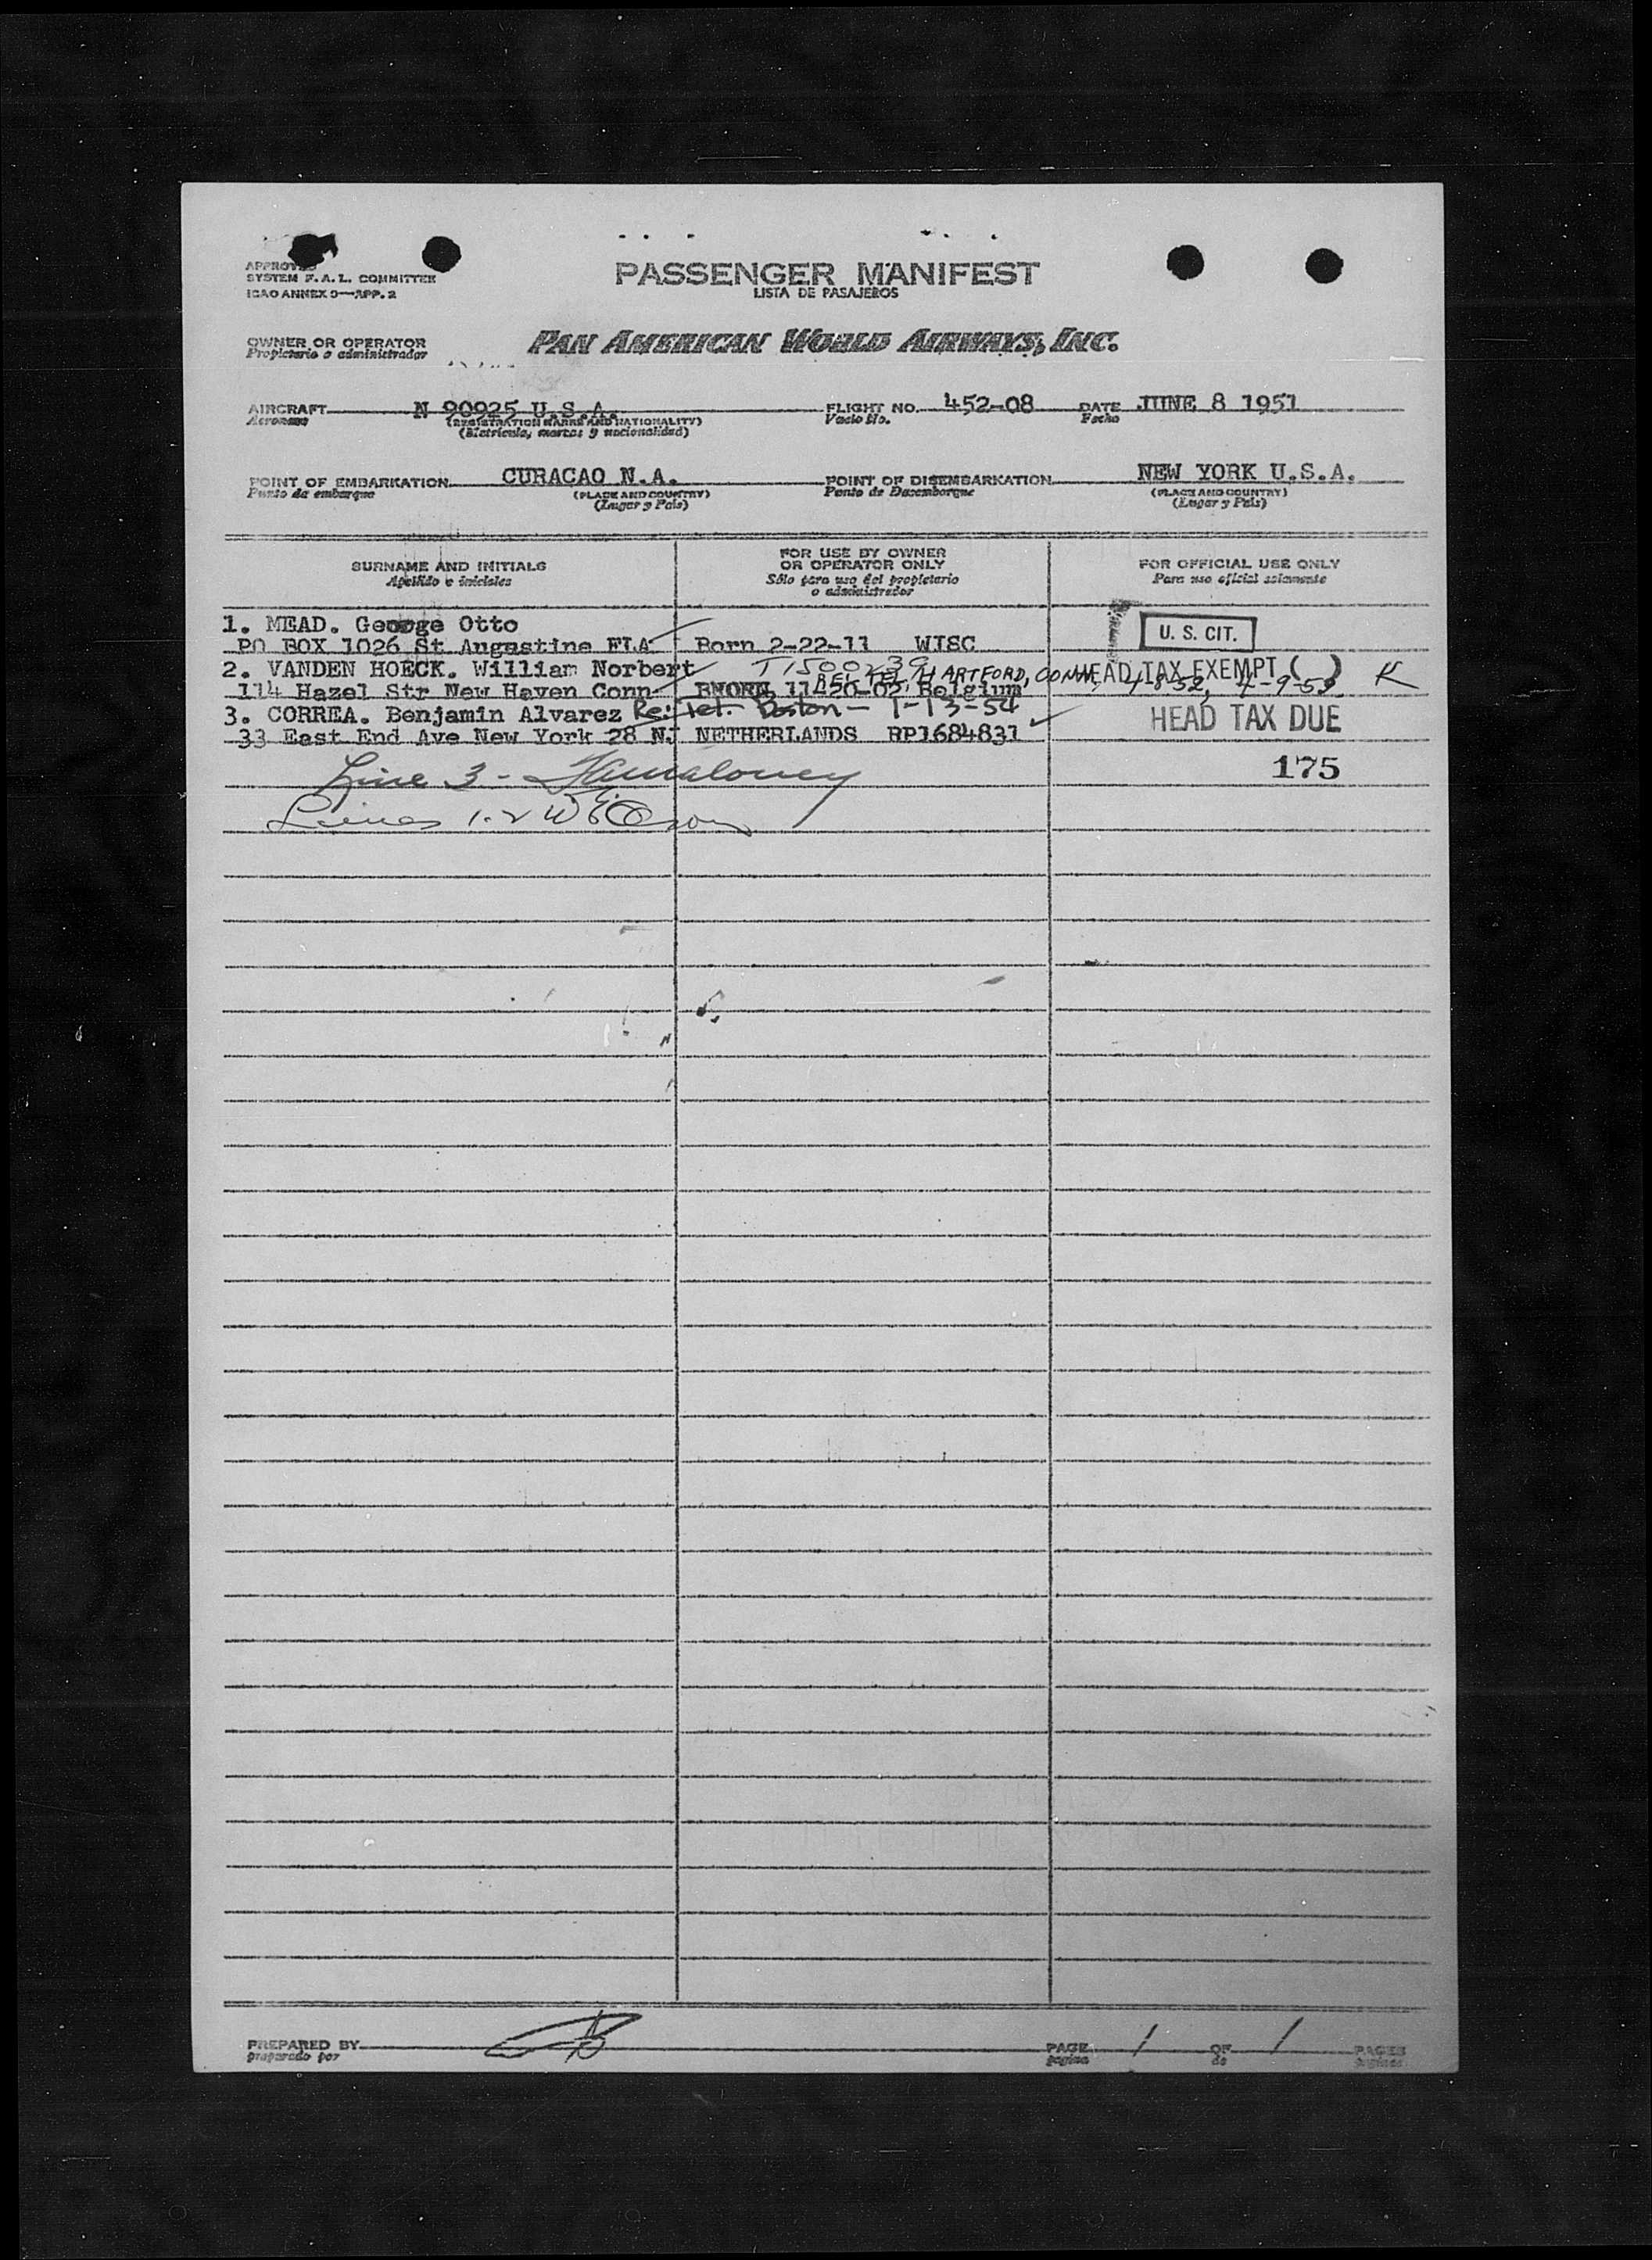 APPROVED
SYSTEM F.A.L. COMMITTEE
ICAO ANNEX 9—APP. 2
PASSENGER MANIFEST
LISTA DE PASAJEROS
OWNER OR OPERATOR
Propietario o administrador
PAN AMERICAN WORLD AIRWAYS, INC.
AIRCRAFT N 90925 U.S.A. FLIGHT NO. 452-08 DATE JUNE 8 1951
Aeronave (REGISTRATION MARKS AND NATIONALITY) Vuelo No. Fecha
(Matrícula, marcas y nacionalidad)
POINT OF EMBARKATION CURACAO N.A. POINT OF DISEMBARKATION NEW YORK U.S.A.
Punto de embarque (PLACE AND COUNTRY) Punto de Desembarque (PLACE AND COUNTRY)
(Lugar y País) (Lugar y País)
SURNAME AND INITIALS
Apellido e iniciales
FOR USE BY OWNER
OR OPERATOR ONLY
Sólo para uso del propietario
o administrador
FOR OFFICIAL USE ONLY
Para uso oficial solamente
1. MEAD. George Otto
U. S. CIT.
PO BOX 1026 St Augustine FLA Born 2-22-11 WISC
2. VANDEN HOECK. William Norbert
HARTFORD, CONN HEAD TAX EXEMPT ( ) K
114 Hazel Str New Haven Conn 11-20-02 Belgium
3. CORREA. Benjamin Alvarez Re: Tel. Boston - 1-13-54
HEAD TAX DUE
33 East End Ave New York 28 NJ NETHERLANDS RP1684831
175
Line 3 -
Lines 1-2
PREPARED BY PAGE 1 OF 1 PAGES
preparado por pagina de paginas